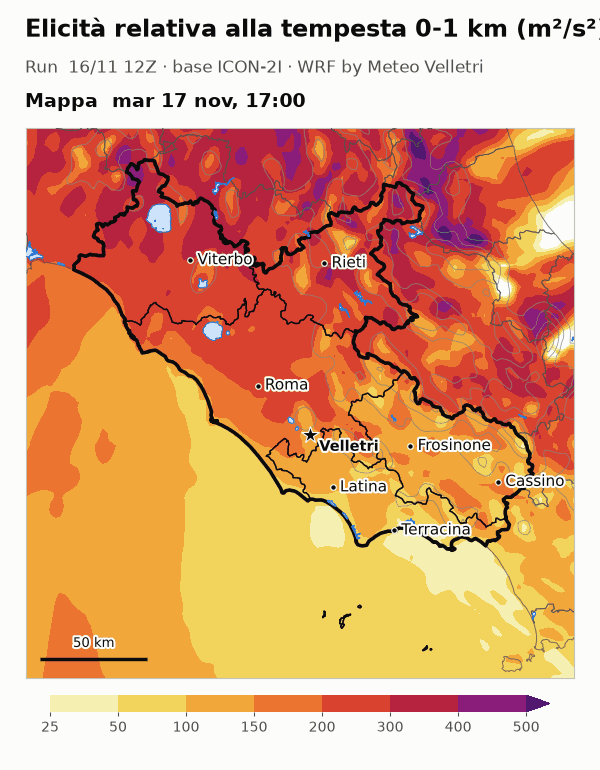 Elicità relativa alla tempesta 0-1 km (m²/s²)
Run  16/11 12Z · base ICON-2I · WRF by Meteo Velletri
Mappa  mar 17 nov, 17:00
Viterbo
Rieti
Roma
Velletri
Frosinone
Latina
Cassino
Terracina
50 km
25 50 100 150 200 300 400 500